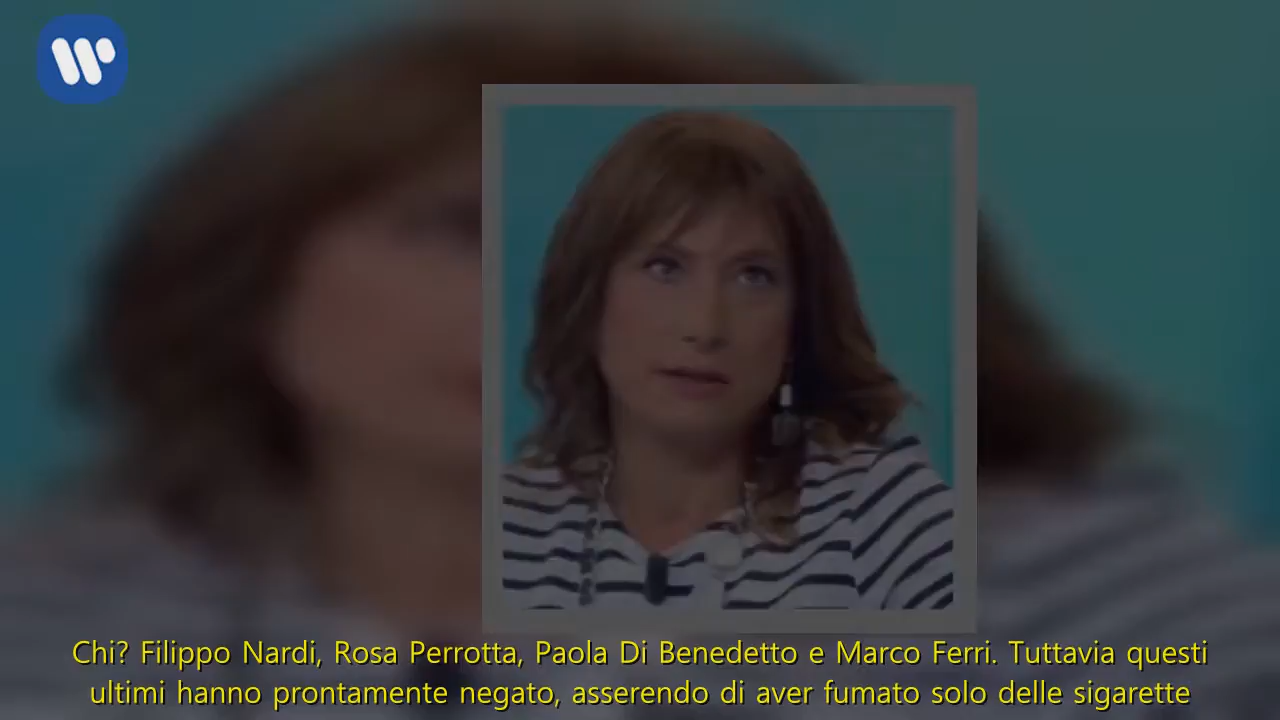 Chi? Filippo Nardi, Rosa Perrotta, Paola Di Benedetto e Marco Ferri. Tuttavia questi
ultimi hanno prontamente negato, asserendo di aver fumato solo delle sigarette